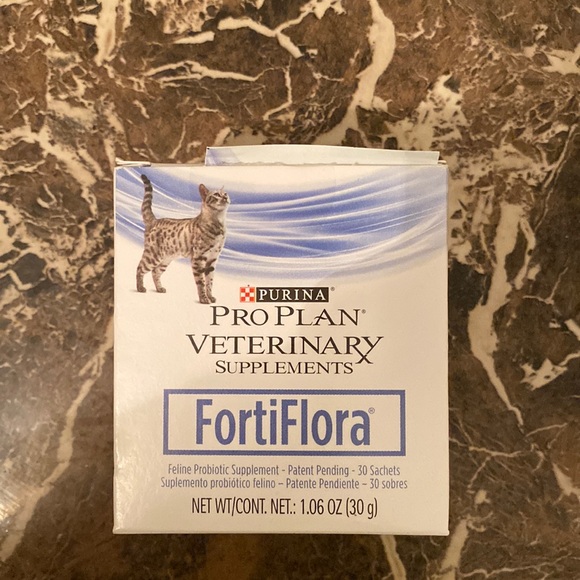 PURINA®
PRO PLAN®
VETERINARY
SUPPLEMENTS
FortiFlora®
Feline Probiotic Supplement - Patent Pending - 30 Sachets
Suplemento probiótico felino – Patente Pendiente – 30 sobres
NET WT/CONT. NET.: 1.06 OZ (30 g)